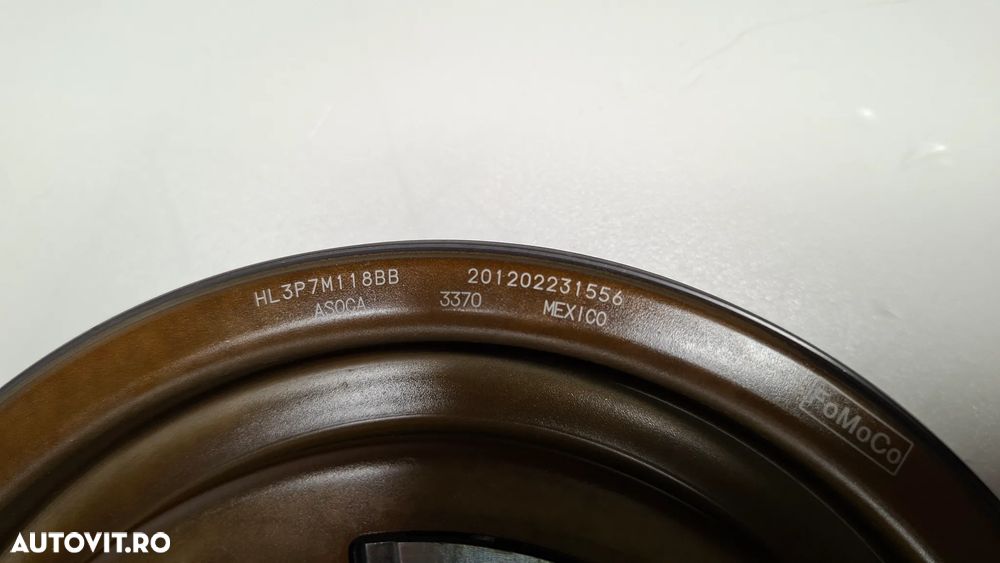 HL3P7M118BB 201202231556
ASOCA 3370 MEXICO
FoMoCo
AUTOVIT.RO